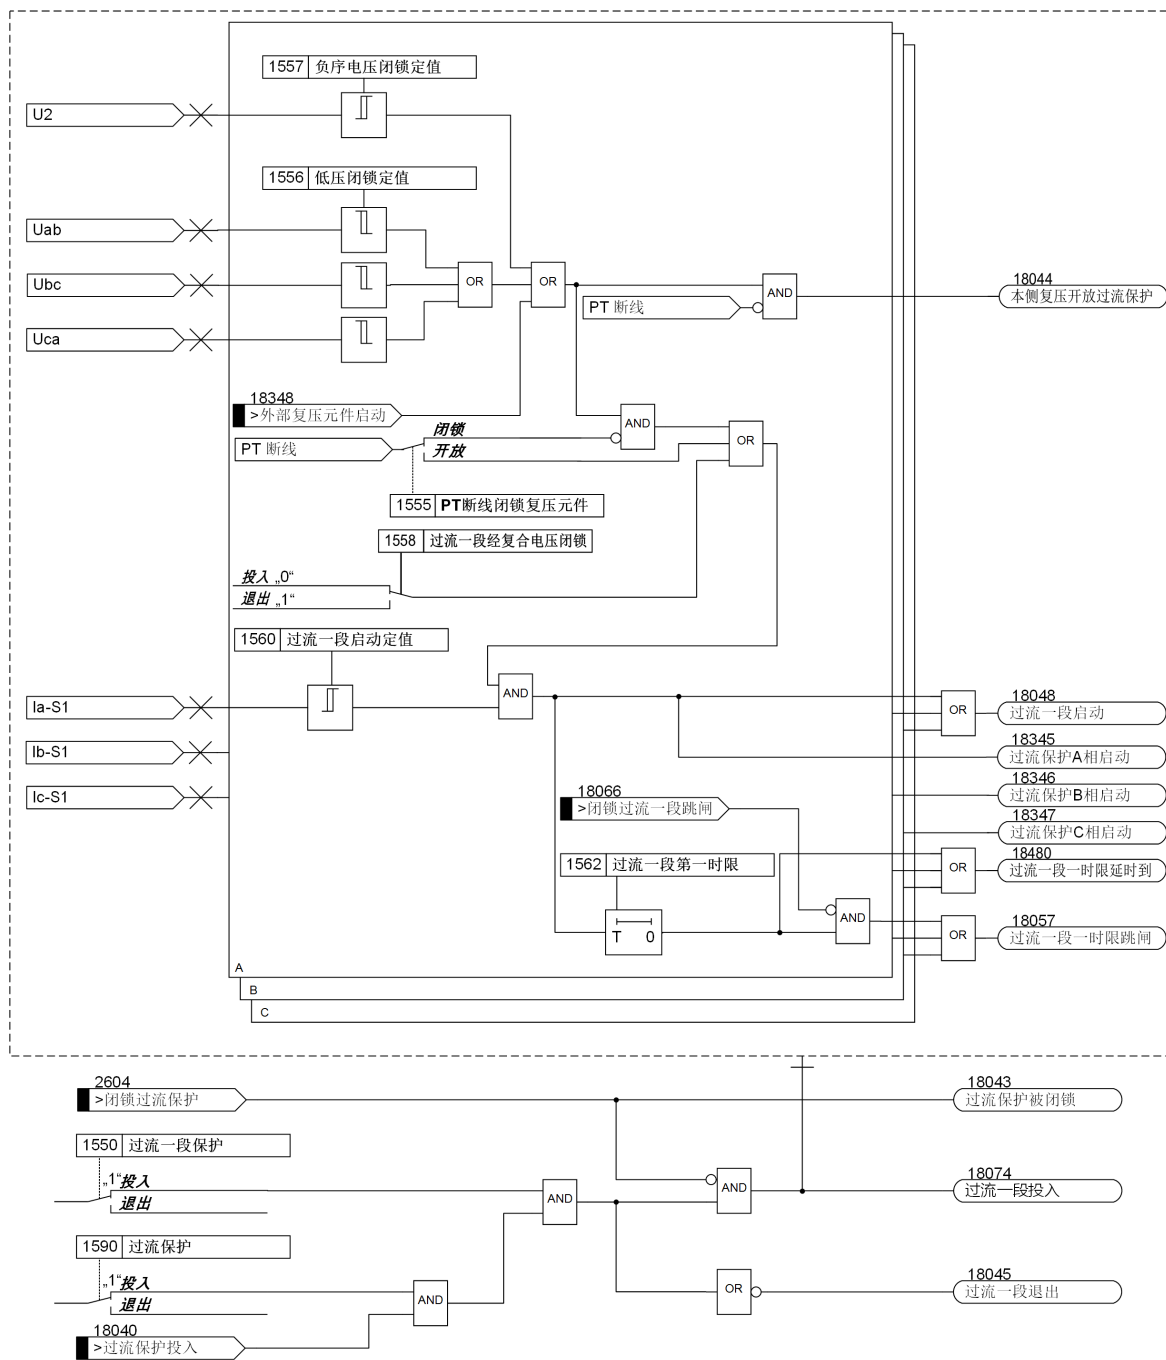 1557 负序电压闭锁定值
U2
1556 低压闭锁定值
Uab
Ubc
OR
OR
AND
18044
本侧复压开放过流保护
PT 断线
Uca
18348
>外部复压元件启动
AND
闭锁
OR
PT 断线
开放
1555 PT断线闭锁复压元件
1558 过流一段经复合电压闭锁
投入 „0“
退出 „1“
1560 过流一段启动定值
AND
Ia-S1
OR
18048
过流一段启动
Ib-S1
18345
过流保护A相启动
Ic-S1
18346
过流保护B相启动
18066
>闭锁过流一段跳闸
18347
过流保护C相启动
1562 过流一段第一时限
OR
18480
过流一段一时限延时到
T 0
AND
OR
18057
过流一段一时限跳闸
A
B
C
2604
>闭锁过流保护
18043
过流保护被闭锁
1550 过流一段保护
„1“投入
退出
AND
AND
18074
过流一段投入
1590 过流保护
„1“投入
退出
AND
OR
18045
过流一段退出
18040
>过流保护投入